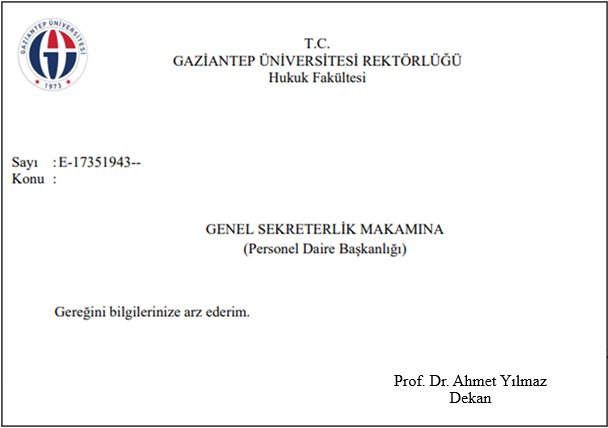 GAZİANTEP ÜNİVERSİTESİ
1973
T.C.
GAZİANTEP ÜNİVERSİTESİ REKTÖRLÜĞÜ
Hukuk Fakültesi
Sayı : E-17351943--
Konu :
GENEL SEKRETERLİK MAKAMINA
(Personel Daire Başkanlığı)
Gereğini bilgilerinize arz ederim.
Prof. Dr. Ahmet Yılmaz
Dekan